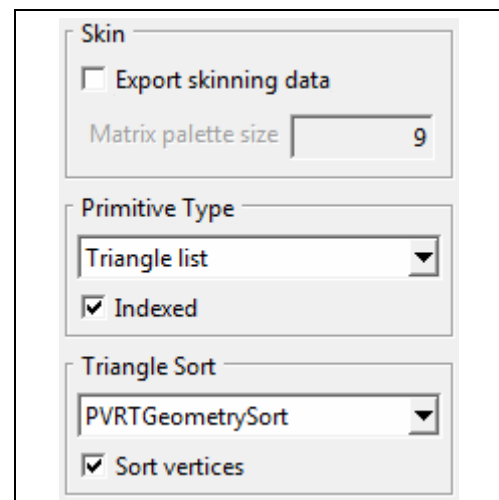 Skin
Export skinning data
Matrix palette size 9
Primitive Type
Triangle list
Indexed
Triangle Sort
PVRTGeometrySort
Sort vertices